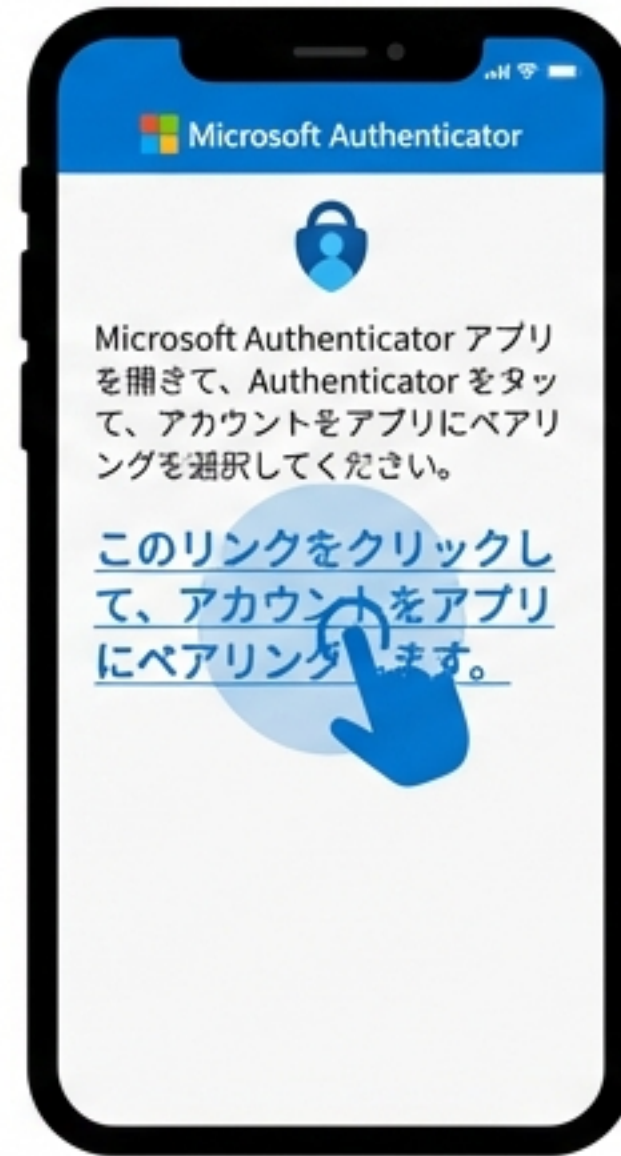 Microsoft Authenticator
Microsoft Authenticator アプリ
を開きて、Authenticator をタッ
て、アカウントをアプリにペアリ
ングを選択してください。
このリンクをクリックし
て、アカウントをアプリ
にペアリング ます。